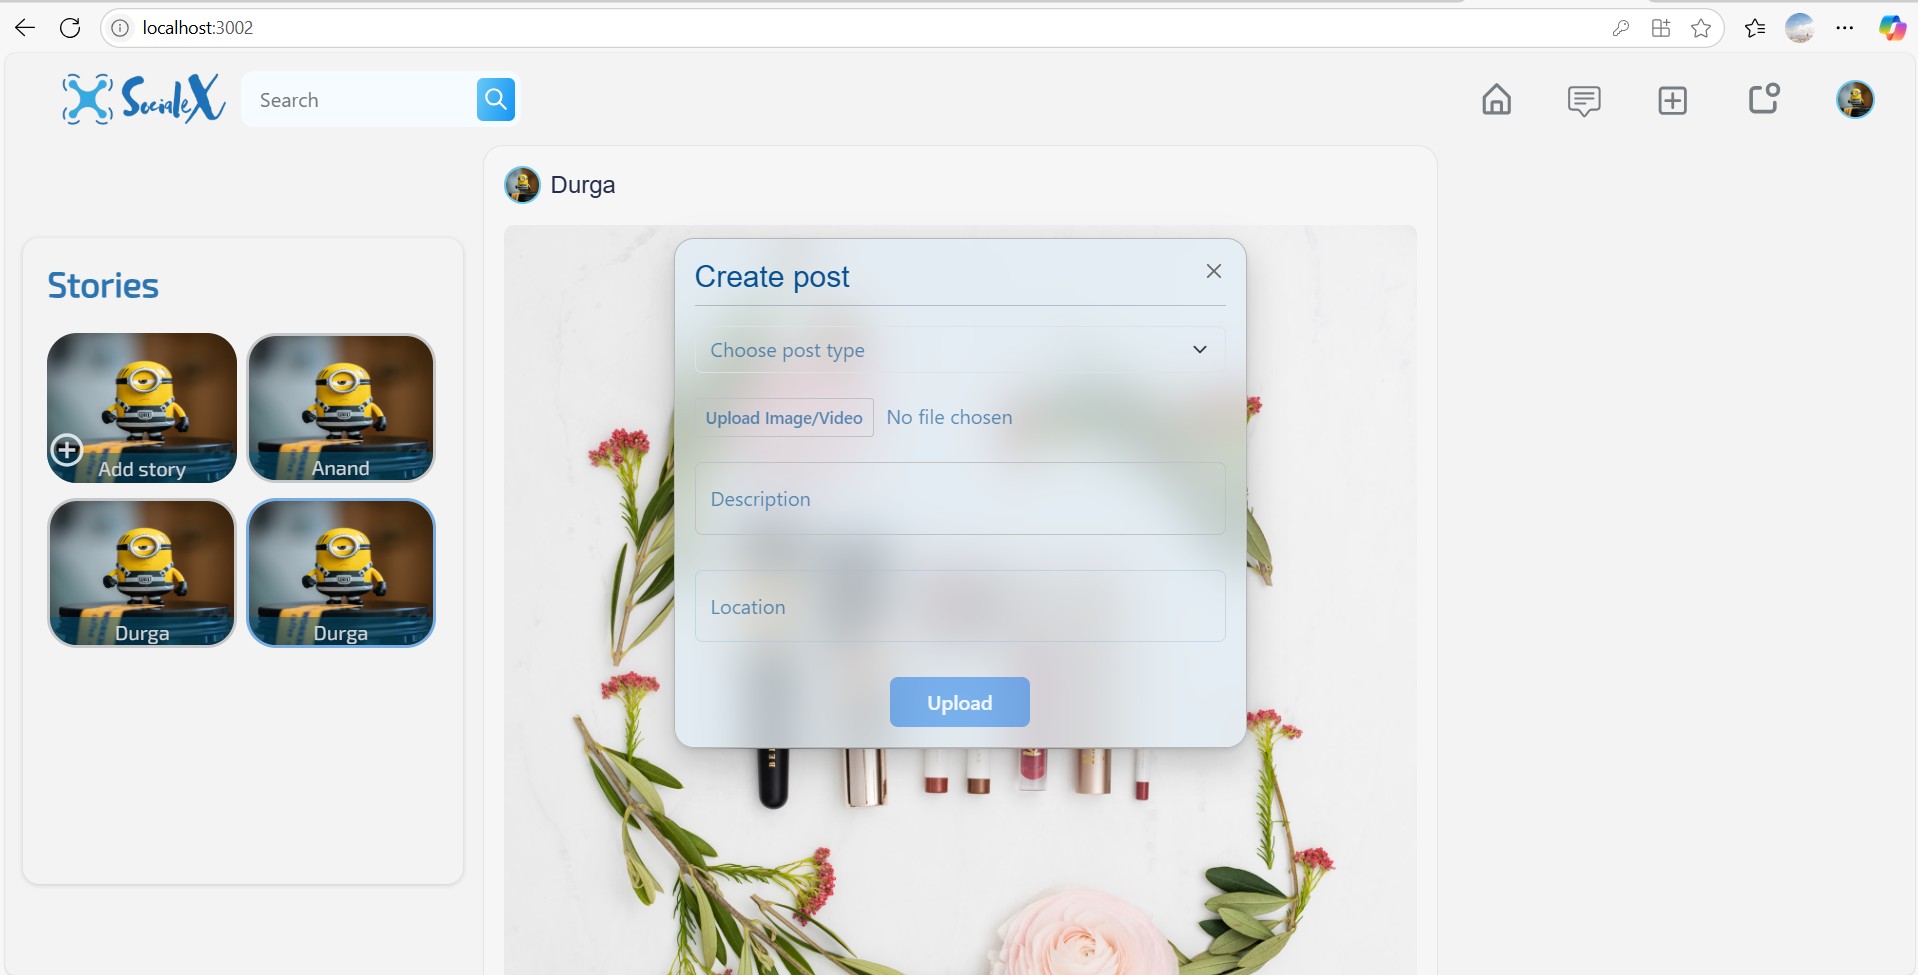 localhost:3002
SocialeX
Search
Durga
Stories
Add story
Anand
Durga
Durga
Create post
Choose post type
Upload Image/Video
No file chosen
Description
Location
Upload